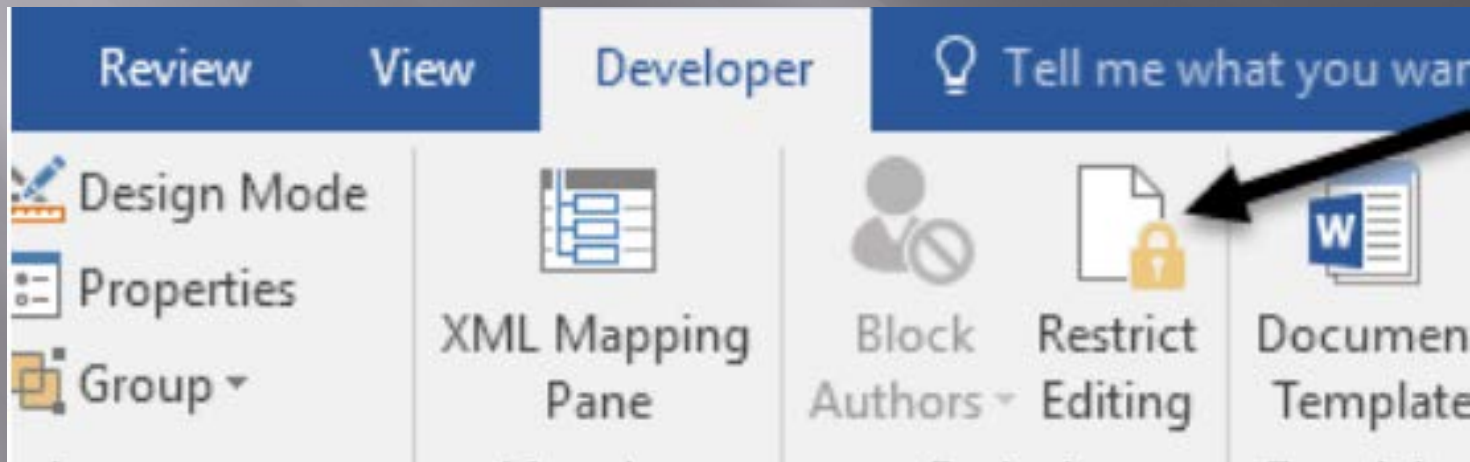 Review View Developer Tell me what you wan
Design Mode
Properties
Group
XML Mapping
Pane
Block
Authors
Restrict
Editing
Documen
Template
W